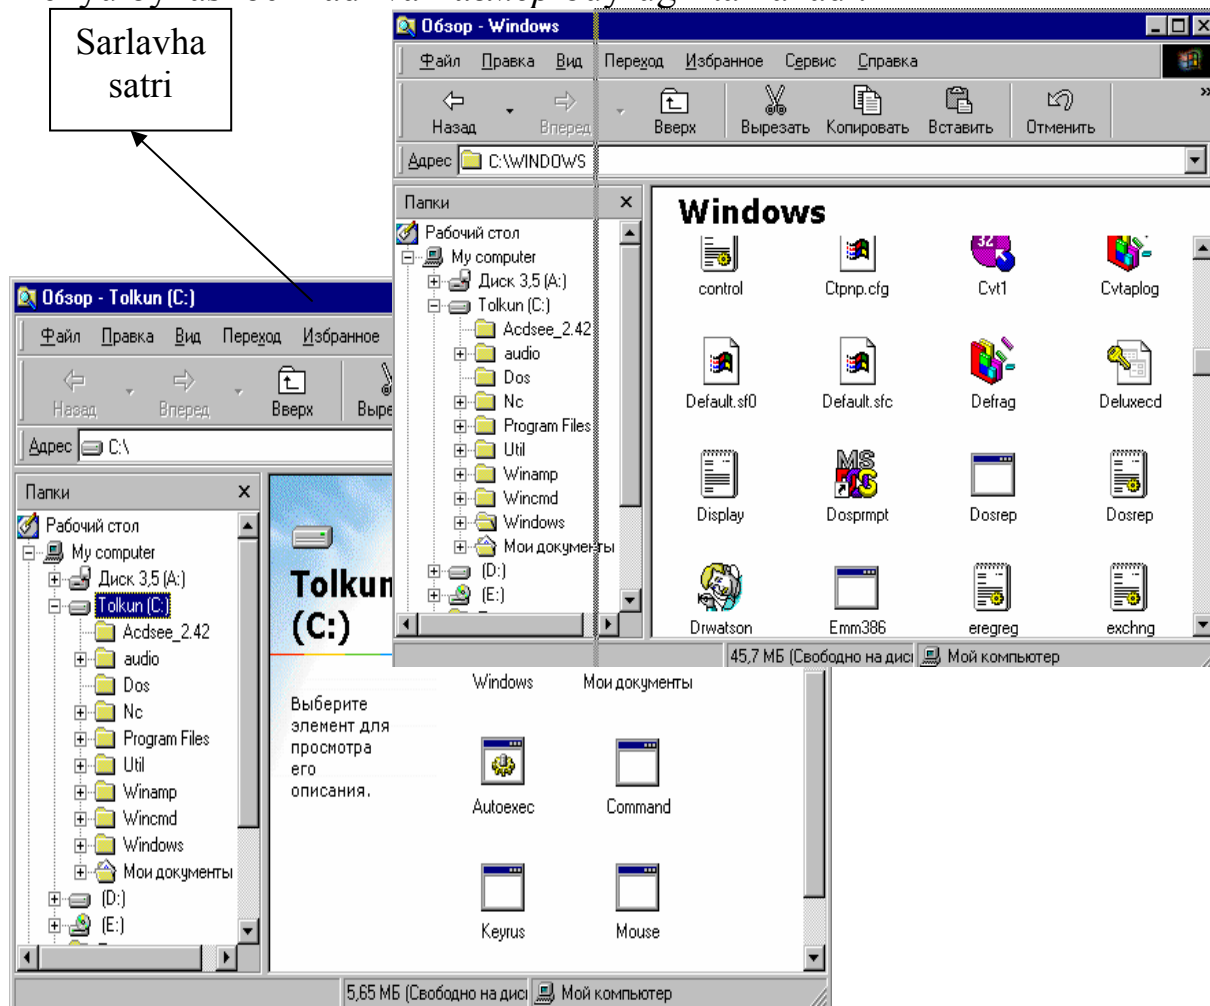 Sarlavha
satri
Обзор - Windows
Файл Правка Вид Переход Избранное Сервис Справка
Назад Вперед Вверх Вырезать Копировать Вставить Отменить
Адрес C:\WINDOWS
Папки
Рабочий стол
My computer
Диск 3,5 (A:)
Tolkun (C:)
Acdsee_2.42
audio
Dos
Nc
Program Files
Util
Winamp
Wincmd
Windows
Мои документы
(D:)
(E:)
Windows
control Ctpnp.cfg Cvt1 Cvtaplog
Default.sf0 Default.sfc Defrag Deluxecd
Display Dosprmpt Dosrep Dosrep
Drwatson Emm386 eregreg exchng
45,7 МБ (Свободно на диск Мой компьютер
Обзор - Tolkun (C:)
Файл Правка Вид Переход Избранное
Назад Вперед Вверх Выре
Адрес C:\
Папки
Рабочий стол
My computer
Диск 3,5 (A:)
Tolkun (C:)
Acdsee_2.42
audio
Dos
Nc
Program Files
Util
Winamp
Wincmd
Windows
Мои документы
(D:)
(E:)
Tolkun
(C:)
Выберите
элемент для
просмотра
его
описания.
Windows Мои документы
Autoexec Command
Keyrus Mouse
5,65 МБ (Свободно на диск Мой компьютер